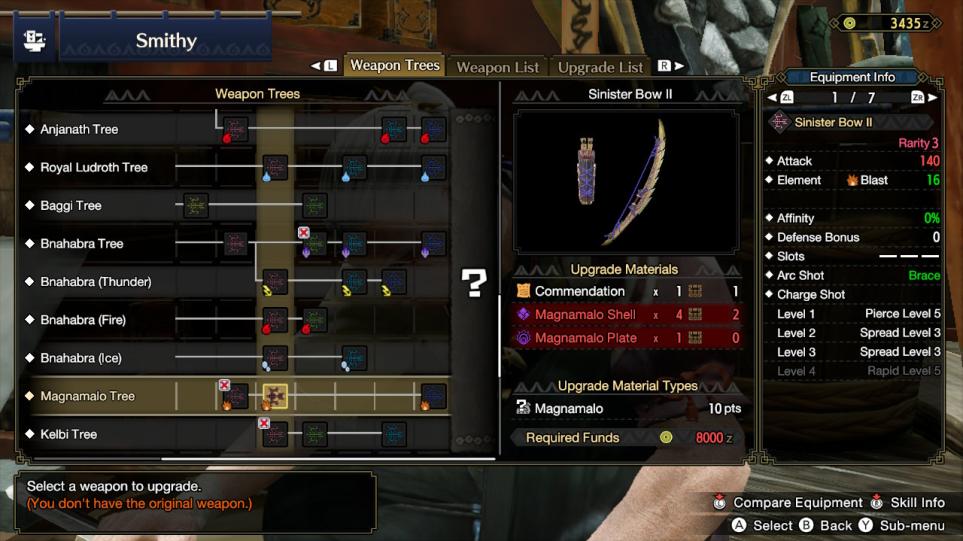 Smithy
3435z
L Weapon Trees Weapon List Upgrade List R
Weapon Trees
Anjanath Tree
Royal Ludroth Tree
Baggi Tree
Bnahabra Tree
Bnahabra (Thunder)
Bnahabra (Fire)
Bnahabra (Ice)
Magnamalo Tree
Kelbi Tree
?
Sinister Bow II
Upgrade Materials
Commendation x 1 1
Magnamalo Shell x 4 2
Magnamalo Plate x 1 0
Upgrade Material Types
Magnamalo 10 pts
Required Funds 8000 z
Equipment Info
ZL 1 / 7 ZR
Sinister Bow II
Rarity 3
Attack 140
Element Blast 16
Affinity 0%
Defense Bonus 0
Slots — — —
Arc Shot Brace
Charge Shot
Level 1 Pierce Level 5
Level 2 Spread Level 3
Level 3 Spread Level 3
Level 4 Rapid Level 5
Select a weapon to upgrade.
(You don't have the original weapon.)
Compare Equipment Skill Info
A Select B Back Y Sub-menu